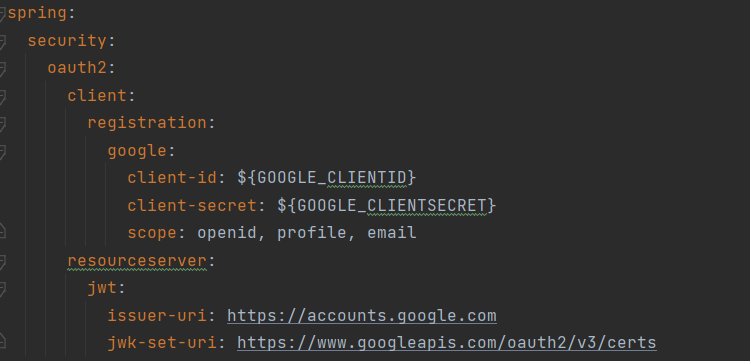 spring:
  security:
    oauth2:
      client:
        registration:
          google:
            client-id: ${GOOGLE_CLIENTID}
            client-secret: ${GOOGLE_CLIENTSECRET}
            scope: openid, profile, email
      resourceserver:
        jwt:
          issuer-uri: https://accounts.google.com
          jwk-set-uri: https://www.googleapis.com/oauth2/v3/certs